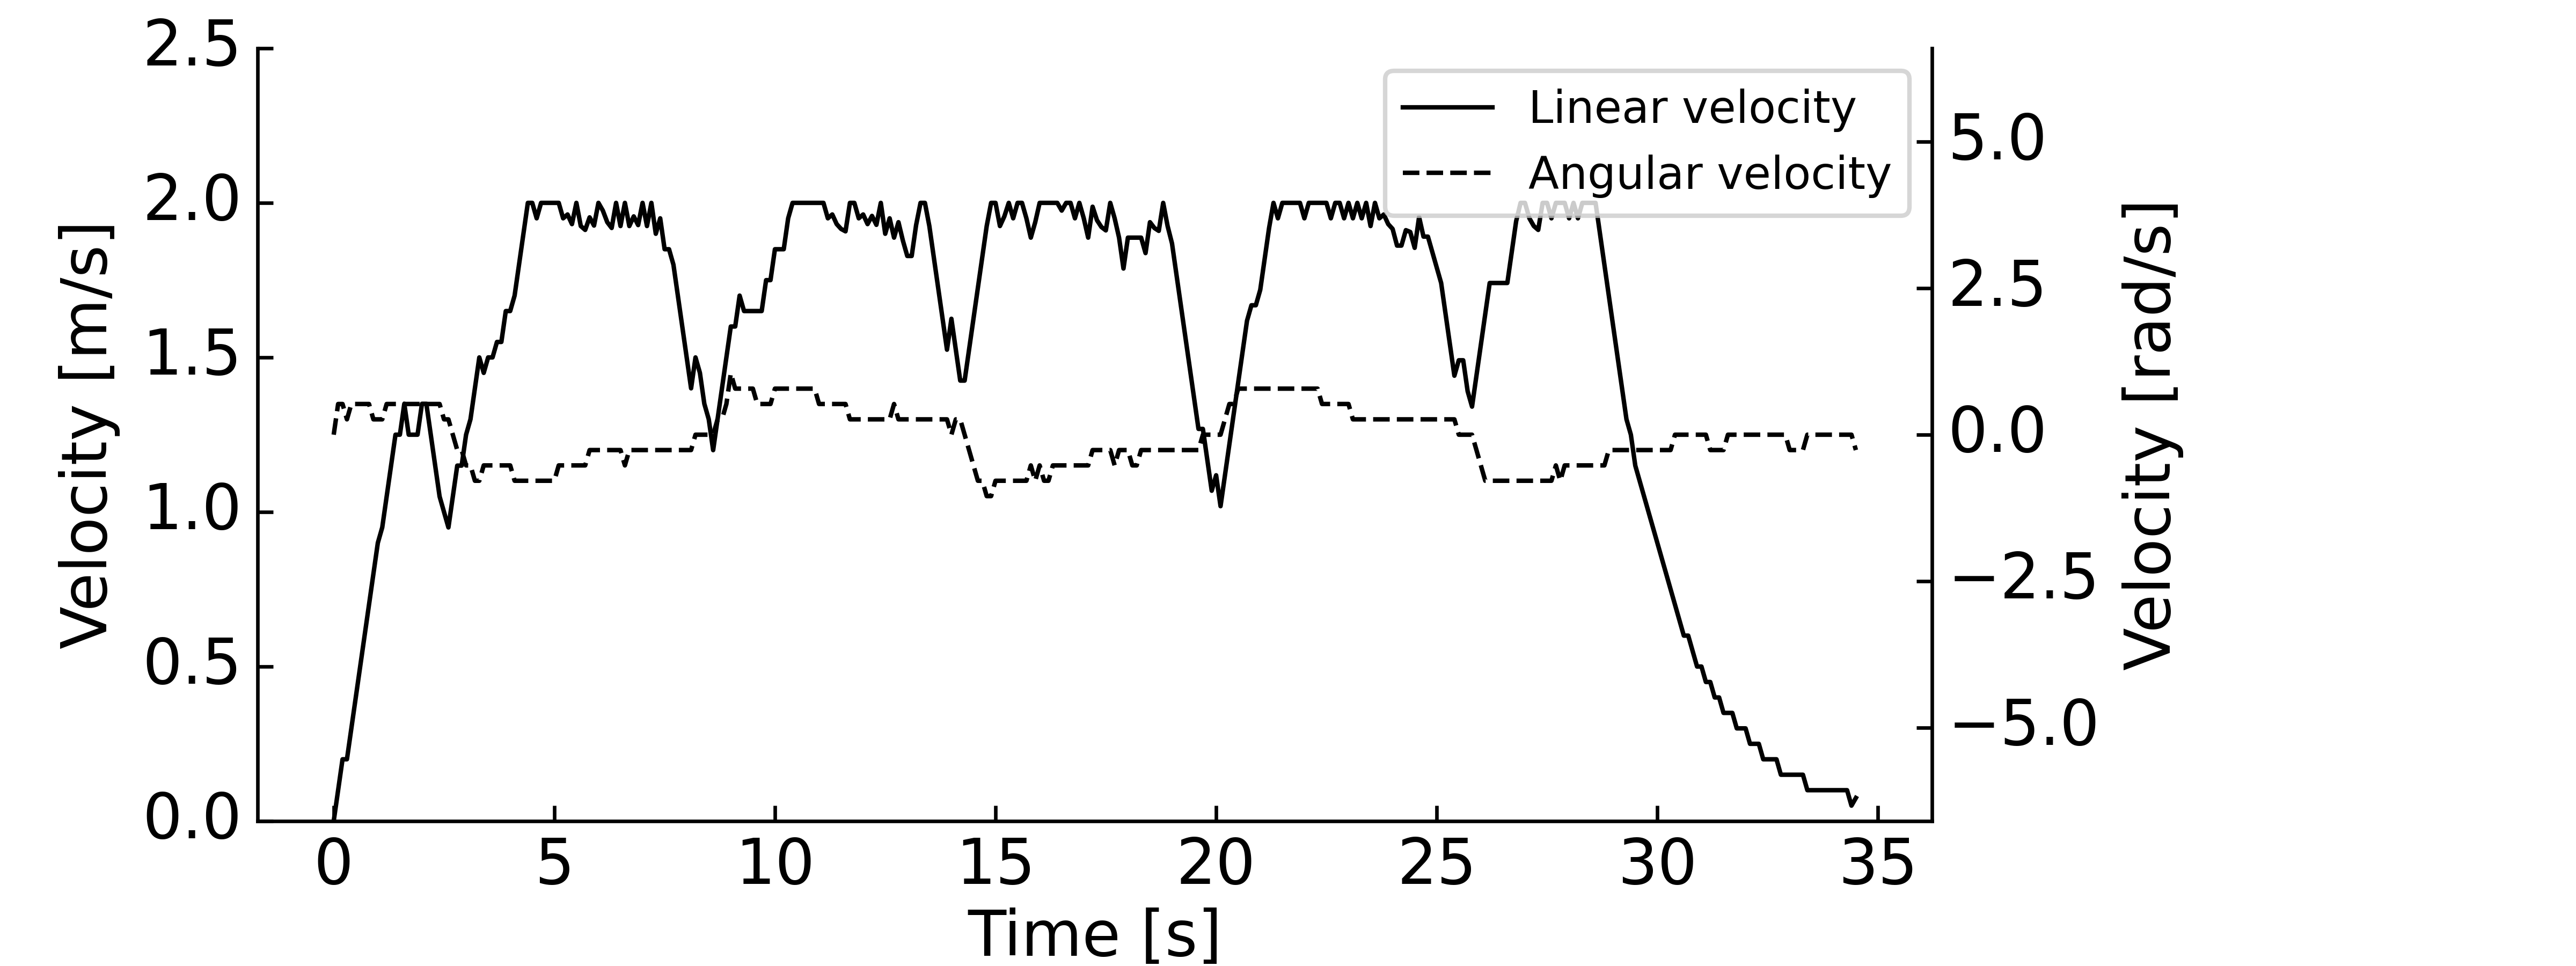 2.5
2.0
1.5
1.0
0.5
0.0
Velocity [m/s]
Linear velocity
Angular velocity
5.0
2.5
0.0
−2.5
−5.0
Velocity [rad/s]
0 5 10 15 20 25 30 35
Time [s]